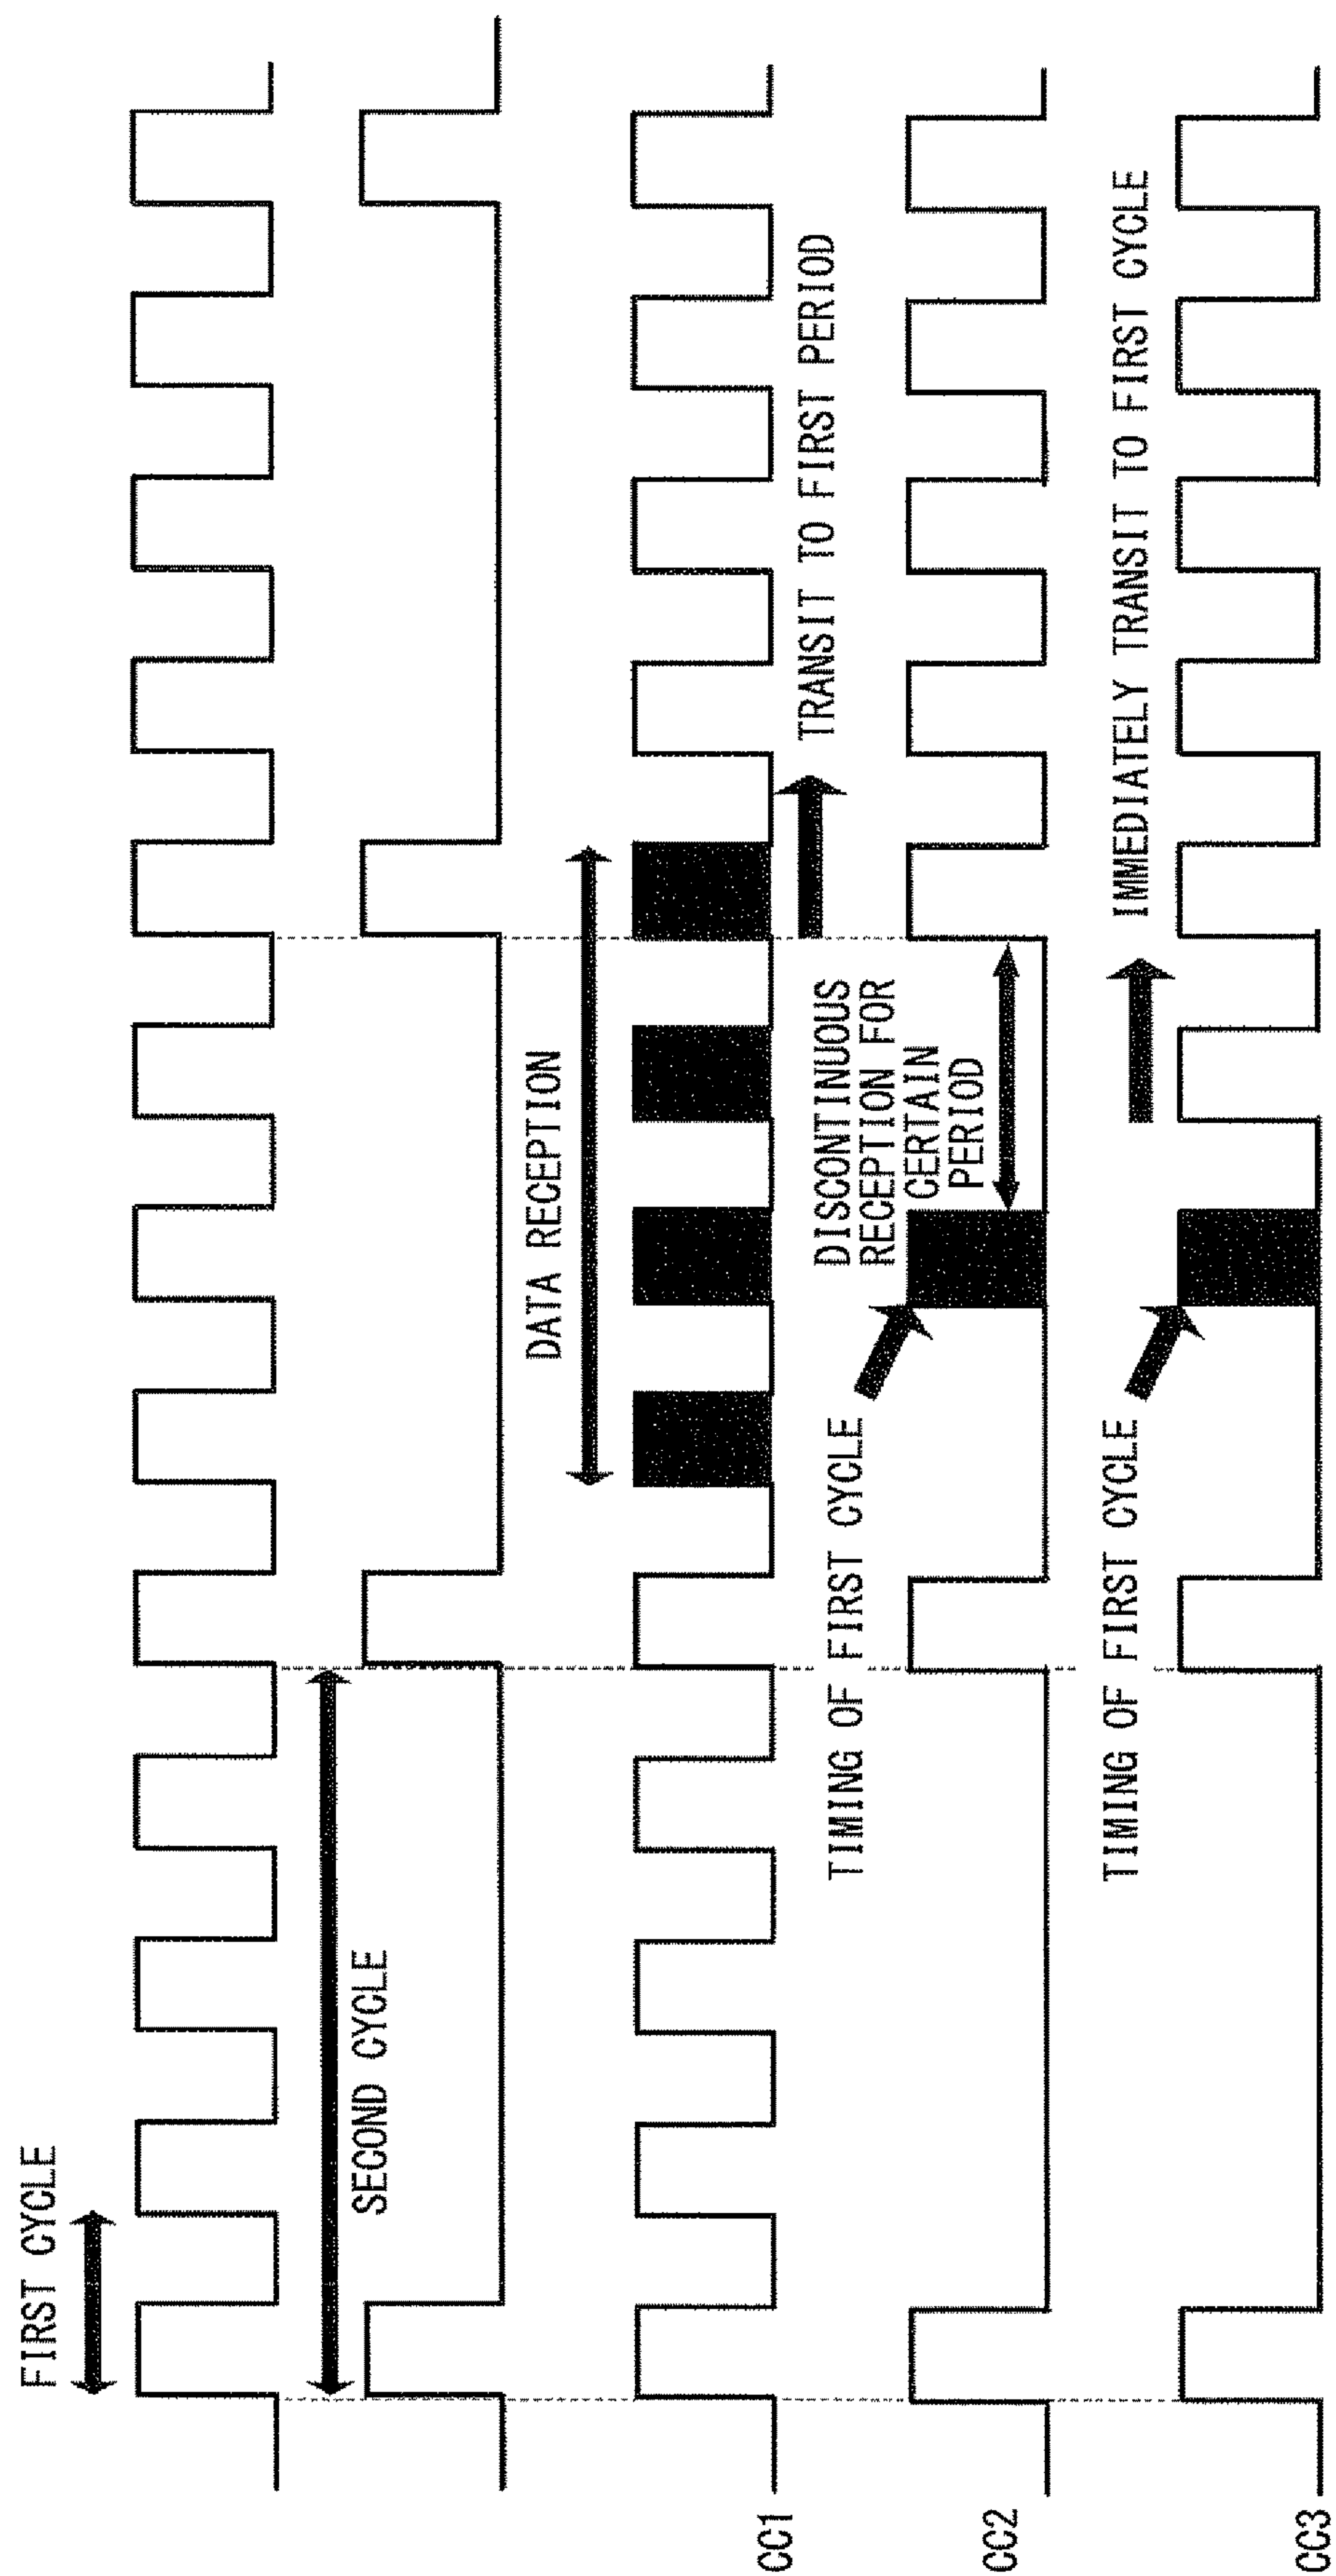 FIRST CYCLE
SECOND CYCLE
DATA RECEPTION
CC1
TRANSIT TO FIRST PERIOD
TIMING OF FIRST CYCLE
DISCONTINUOUS
RECEPTION FOR
CERTAIN
PERIOD
CC2
TIMING OF FIRST CYCLE
IMMEDIATELY TRANSIT TO FIRST CYCLE
CC3